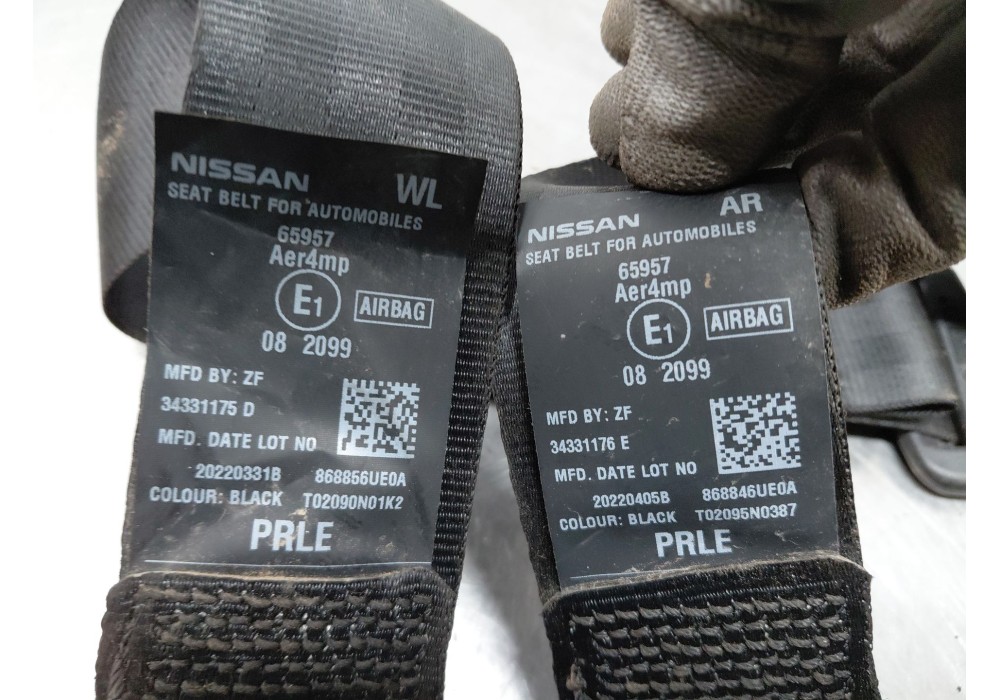 NISSAN WL
SEAT BELT FOR AUTOMOBILES
65957
Aer4mp
E1 AIRBAG
08 2099
MFD BY: ZF
34331175 D
MFD. DATE LOT NO
20220331B 868856UE0A
COLOUR: BLACK T02090N01K2
PRLE
NISSAN AR
SEAT BELT FOR AUTOMOBILES
65957
Aer4mp
E1 AIRBAG
08 2099
MFD BY: ZF
34331176 E
MFD. DATE LOT NO
20220405B 868846UE0A
COLOUR: BLACK T02095N0387
PRLE